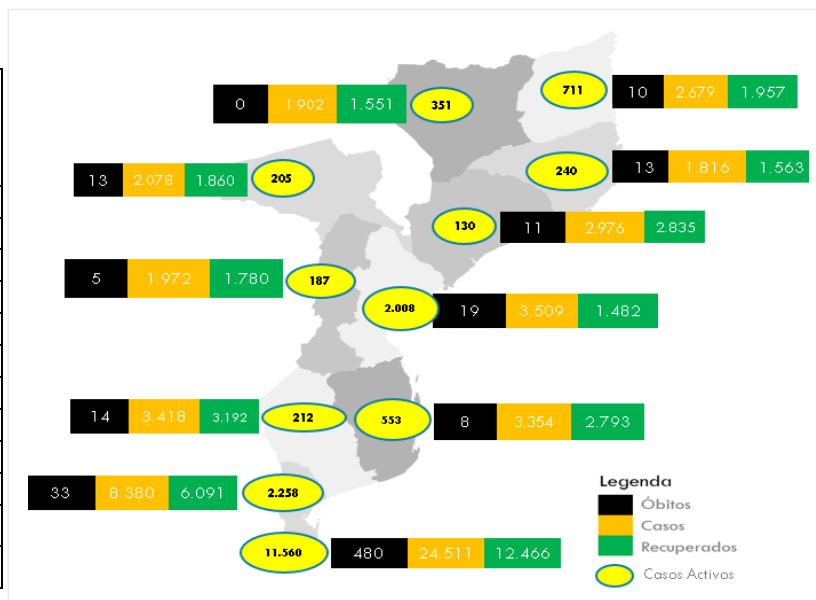 711 10 2.679 1.957
0 1.902 1.551 351
240 13 1.816 1.563
13 2.078 1.860 205
130 11 2.976 2.835
5 1.972 1.780 187
2.008 19 3.509 1.482
14 3.418 3.192 212
553 8 3.354 2.793
33 8.380 6.091 2.258
11.560 480 24.511 12.466
Legenda
Óbitos
Casos
Recuperados
Casos Activos